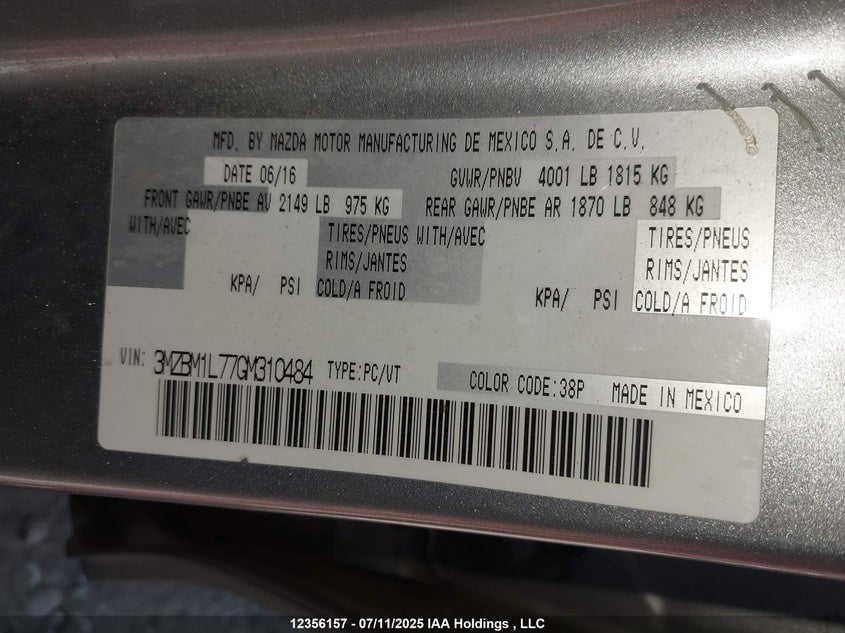 MFD. BY MAZDA MOTOR MANUFACTURING DE MEXICO S.A. DE C.V.
DATE 06/16 GVWR/PNBV 4001 LB 1815 KG
FRONT GAWR/PNBE AV 2149 LB 975 KG REAR GAWR/PNBE AR 1870 LB 848 KG
WITH/AVEC TIRES/PNEUS WITH/AVEC TIRES/PNEUS
RIMS/JANTES RIMS/JANTES
KPA/ PSI COLD/A FROID KPA/ PSI COLD/A FROID
VIN: 3MZBM1L77GM310484 TYPE:PC/VT COLOR CODE:38P MADE IN MEXICO
12356157 - 07/11/2025 IAA Holdings , LLC